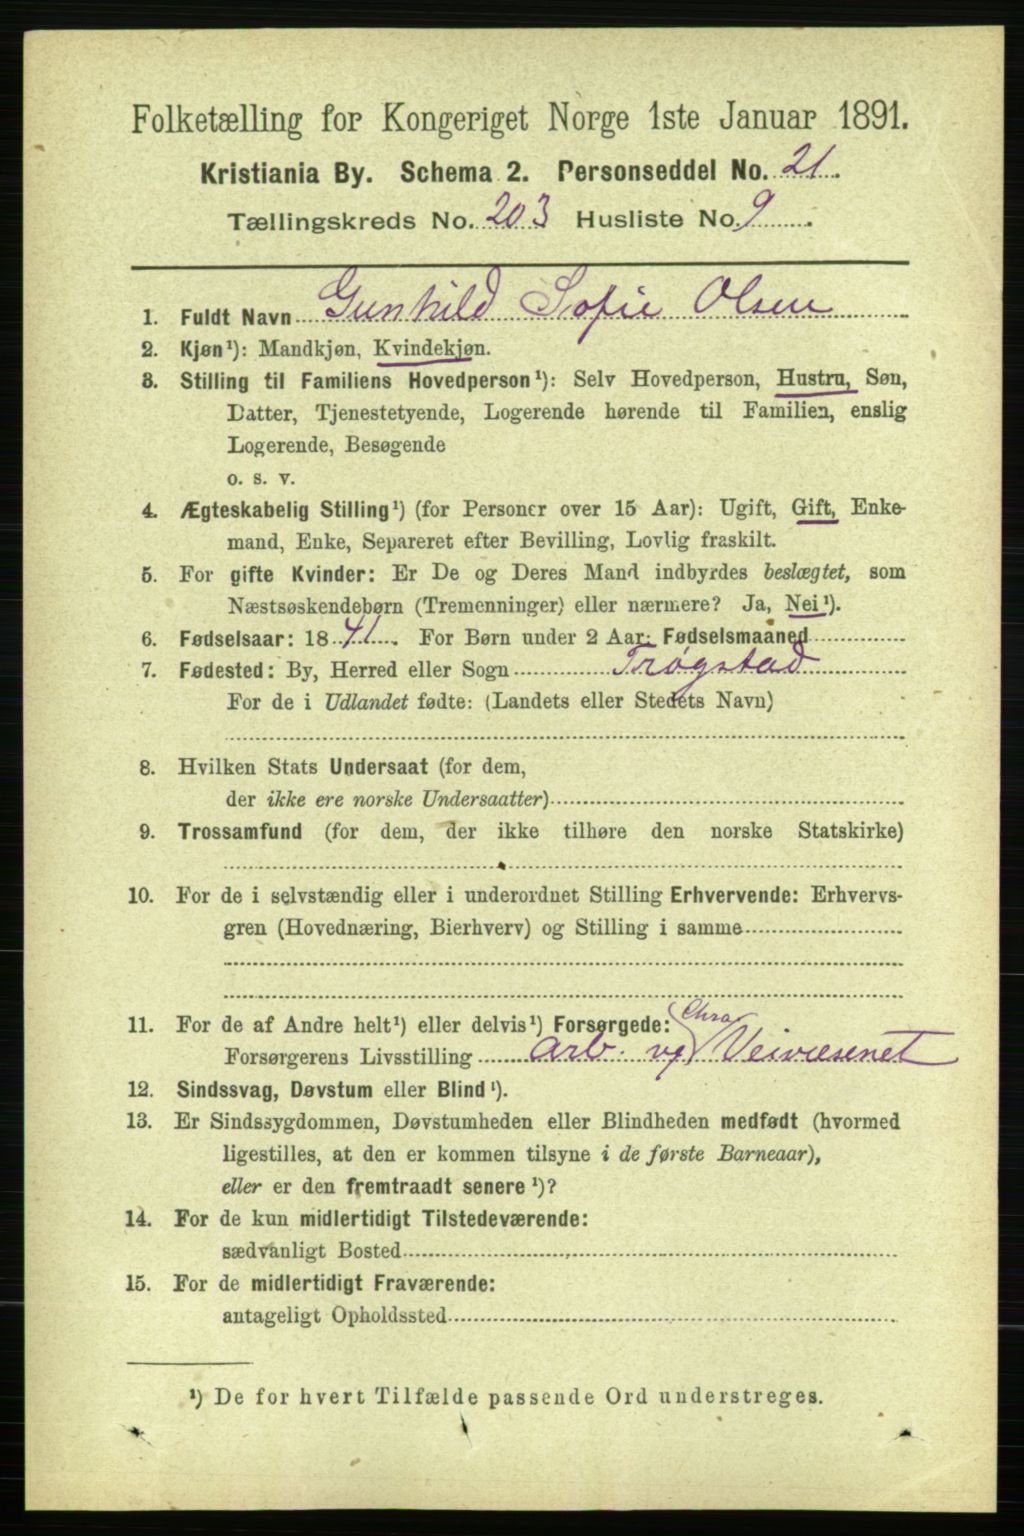 Folketælling for Kongeriget Norge 1ste Januar 1891.
Kristiania By. Schema 2. Personseddel No. 21.
Tællingskreds No. 203 Husliste No. 9.
1. Fuldt Navn Gunhild Sofie Olsen
2. Kjøn¹): Mandkjøn, Kvindekjøn.
3. Stilling til Familiens Hovedperson¹): Selv Hovedperson, Hustru, Søn,
Datter, Tjenestetyende, Logerende hørende til Familien, enslig
Logerende, Besøgende
o. s. v.
4. Ægteskabelig Stilling¹) (for Personer over 15 Aar): Ugift, Gift, Enke-
mand, Enke, Separeret efter Bevilling, Lovlig fraskilt.
5. For gifte Kvinder: Er De og Deres Mand indbyrdes beslægtet, som
Næstsøskendebørn (Tremenninger) eller nærmere? Ja, Nei¹).
6. Fødselsaar: 1841. For Børn under 2 Aar: Fødselsmaaned
7. Fødested: By, Herred eller Sogn Trøgstad
For de i Udlandet fødte: (Landets eller Stedets Navn)
8. Hvilken Stats Undersaat (for dem,
der ikke ere norske Undersaatter)
9. Trossamfund (for dem, der ikke tilhøre den norske Statskirke)
10. For de i selvstændig eller i underordnet Stilling Erhvervende: Erhvervs-
gren (Hovednæring, Bierhverv) og Stilling i samme
11. For de af Andre helt¹) eller delvis¹) Forsørgede: Chra
Forsørgerens Livsstilling arb. v/ Veivæsenet
12. Sindssvag, Døvstum eller Blind¹).
13. Er Sindssygdommen, Døvstumheden eller Blindheden medfødt (hvormed
ligestilles, at den er kommen tilsyne i de første Barneaar),
eller er den fremtraadt senere¹)?
14. For de kun midlertidigt Tilstedeværende:
sædvanligt Bosted
15. For de midlertidigt Fraværende:
antageligt Opholdssted
¹) De for hvert Tilfælde passende Ord understreges.